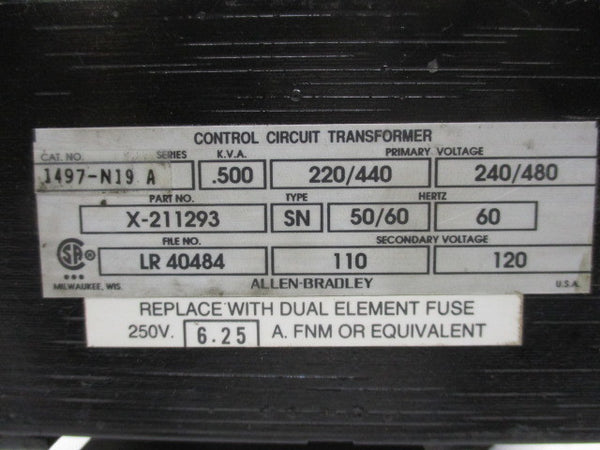 CONTROL CIRCUIT TRANSFORMER
CAT. NO. SERIES K.V.A. PRIMARY VOLTAGE
1497-N19 A .500 220/440 240/480
PART NO. TYPE HERTZ
X-211293 SN 50/60 60
FILE NO. SECONDARY VOLTAGE
SA® LR 40484 110 120
MILWAUKEE, WIS. ALLEN-BRADLEY U.S.A.
REPLACE WITH DUAL ELEMENT FUSE
250V. 6.25 A. FNM OR EQUIVALENT